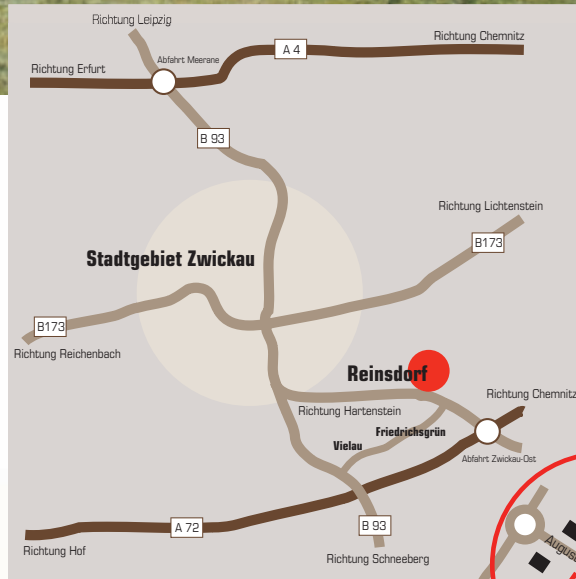 Richtung Leipzig
Richtung Chemnitz
A 4
Abfahrt Meerane
Richtung Erfurt
B 93
Richtung Lichtenstein
B173
Stadtgebiet Zwickau
B173
Richtung Reichenbach
Reinsdorf
Richtung Chemnitz
Richtung Hartenstein
Friedrichsgrün
Vielau
Abfahrt Zwickau-Ost
A 72
B 93
Richtung Hof
Richtung Schneeberg